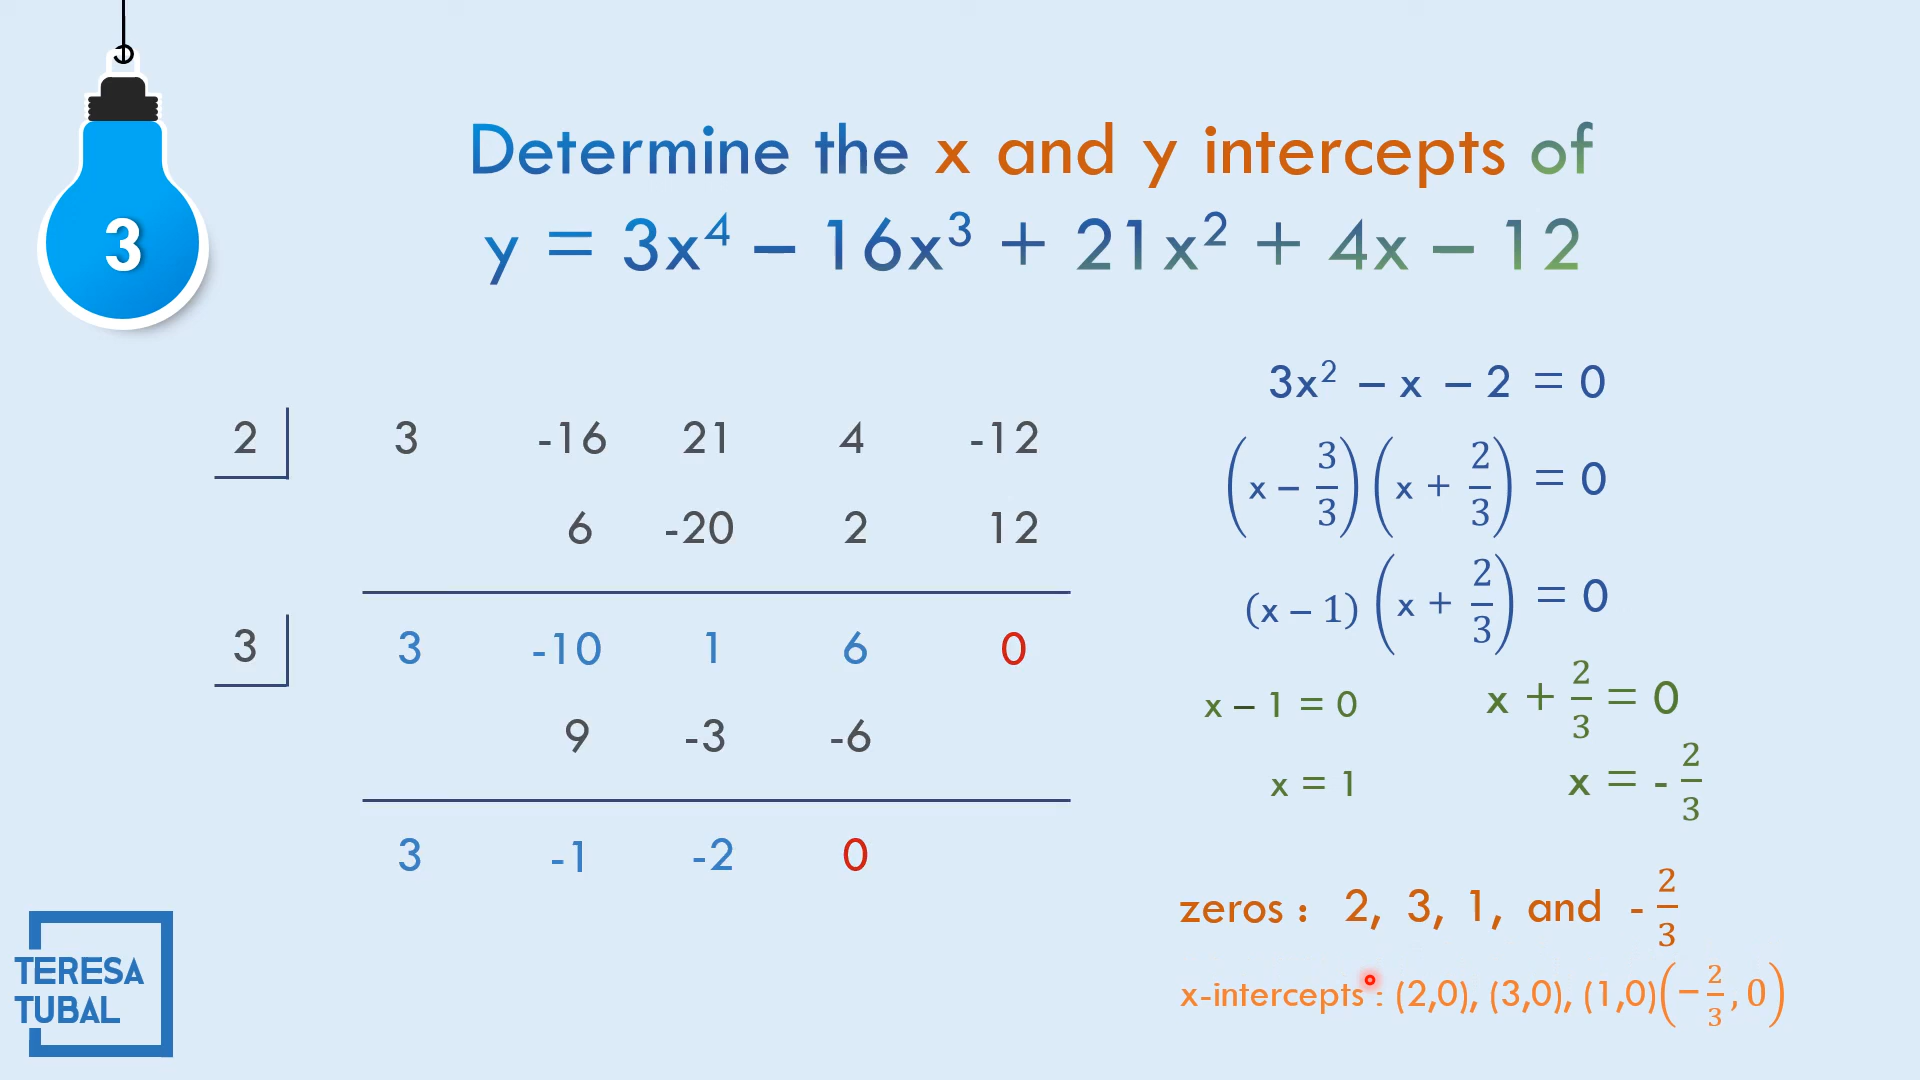 3
Determine the x and y intercepts of
y = 3x⁴ – 16x³ + 21x² + 4x – 12
2 3 -16 21 4 -12
6 -20 2 12
3 3 -10 1 6 0
9 -3 -6
3 -1 -2 0
3x² – x – 2 = 0
(x – 3/3)(x + 2/3) = 0
(x – 1)(x + 2/3) = 0
x – 1 = 0 x + 2/3 = 0
x = 1 x = - 2/3
zeros : 2, 3, 1, and - 2/3
x-intercepts : (2,0), (3,0), (1,0)(– 2/3, 0)
TERESA
TUBAL